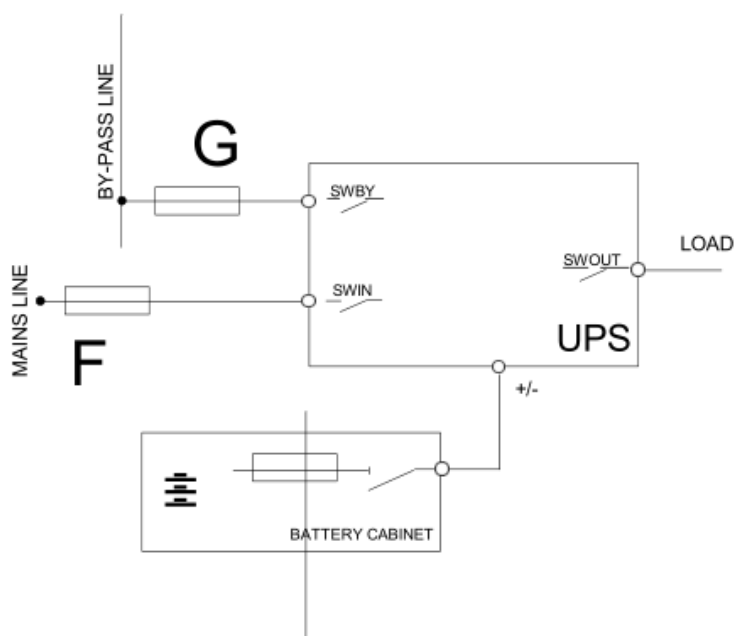 BY-PASS LINE
G
SWBY
MAINS LINE
F
SWIN
SWOUT
LOAD
UPS
+/-
BATTERY CABINET